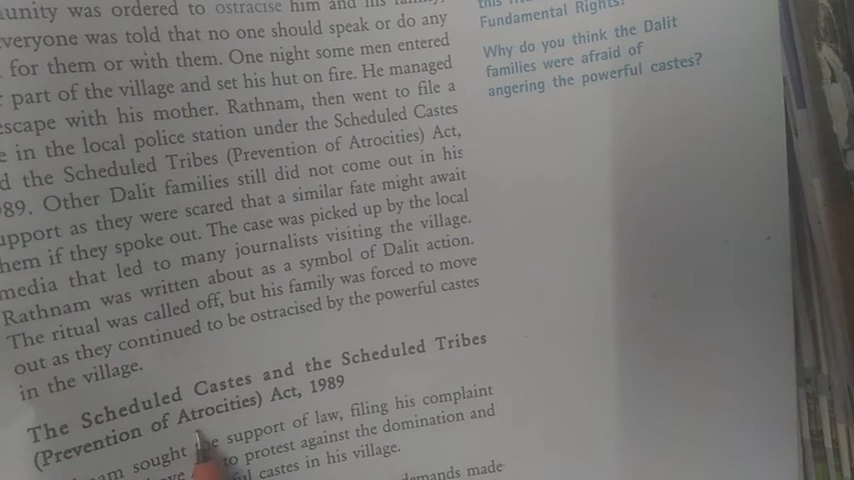 unity was ordered to ostracise him and his family,
veryone was told that no one should speak or do any
for them or with them. One night some men entered
part of the village and set his hut on fire. He managed
escape with his mother. Rathnam, then went to file a
in the local police station under the Scheduled Castes
d the Scheduled Tribes (Prevention of Atrocities) Act,
89. Other Dalit families still did not come out in his
upport as they were scared that a similar fate might await
hem if they spoke out. The case was picked up by the local
media that led to many journalists visiting the village.
Rathnam was written about as a symbol of Dalit action.
The ritual was called off, but his family was forced to move
out as they continued to be ostracised by the powerful castes
in the village.
The Scheduled Castes and the Scheduled Tribes
(Prevention of Atrocities) Act, 1989
am sought the support of law, filing his complaint
to protest against the domination and
castes in his village.
demands made
Fundamental Rights?
Why do you think the Dalit
families were afraid of
angering the powerful castes?